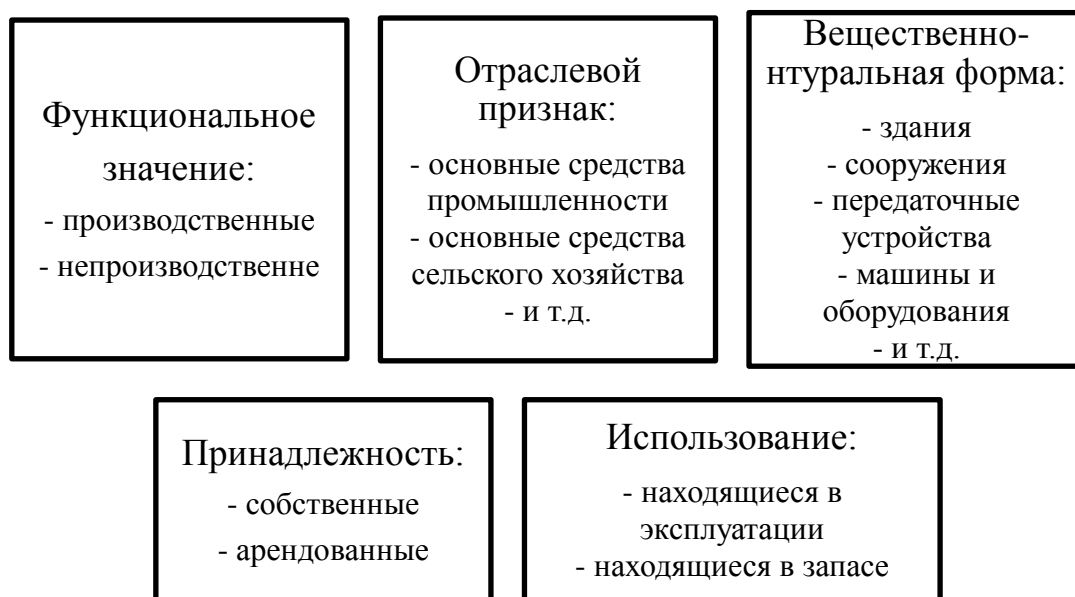 Функциональное
значение:
- производственные
- непроизводственне
Отраслевой
признак:
- основные средства
промышленности
- основные средства
сельского хозяйства
- и т.д.
Вещественно-
нтуральная форма:
- здания
- сооружения
- передаточные
устройства
- машины и
оборудования
- и т.д.
Принадлежность:
- собственные
- арендованные
Использование:
- находящиеся в
эксплуатации
- находящиеся в запасе